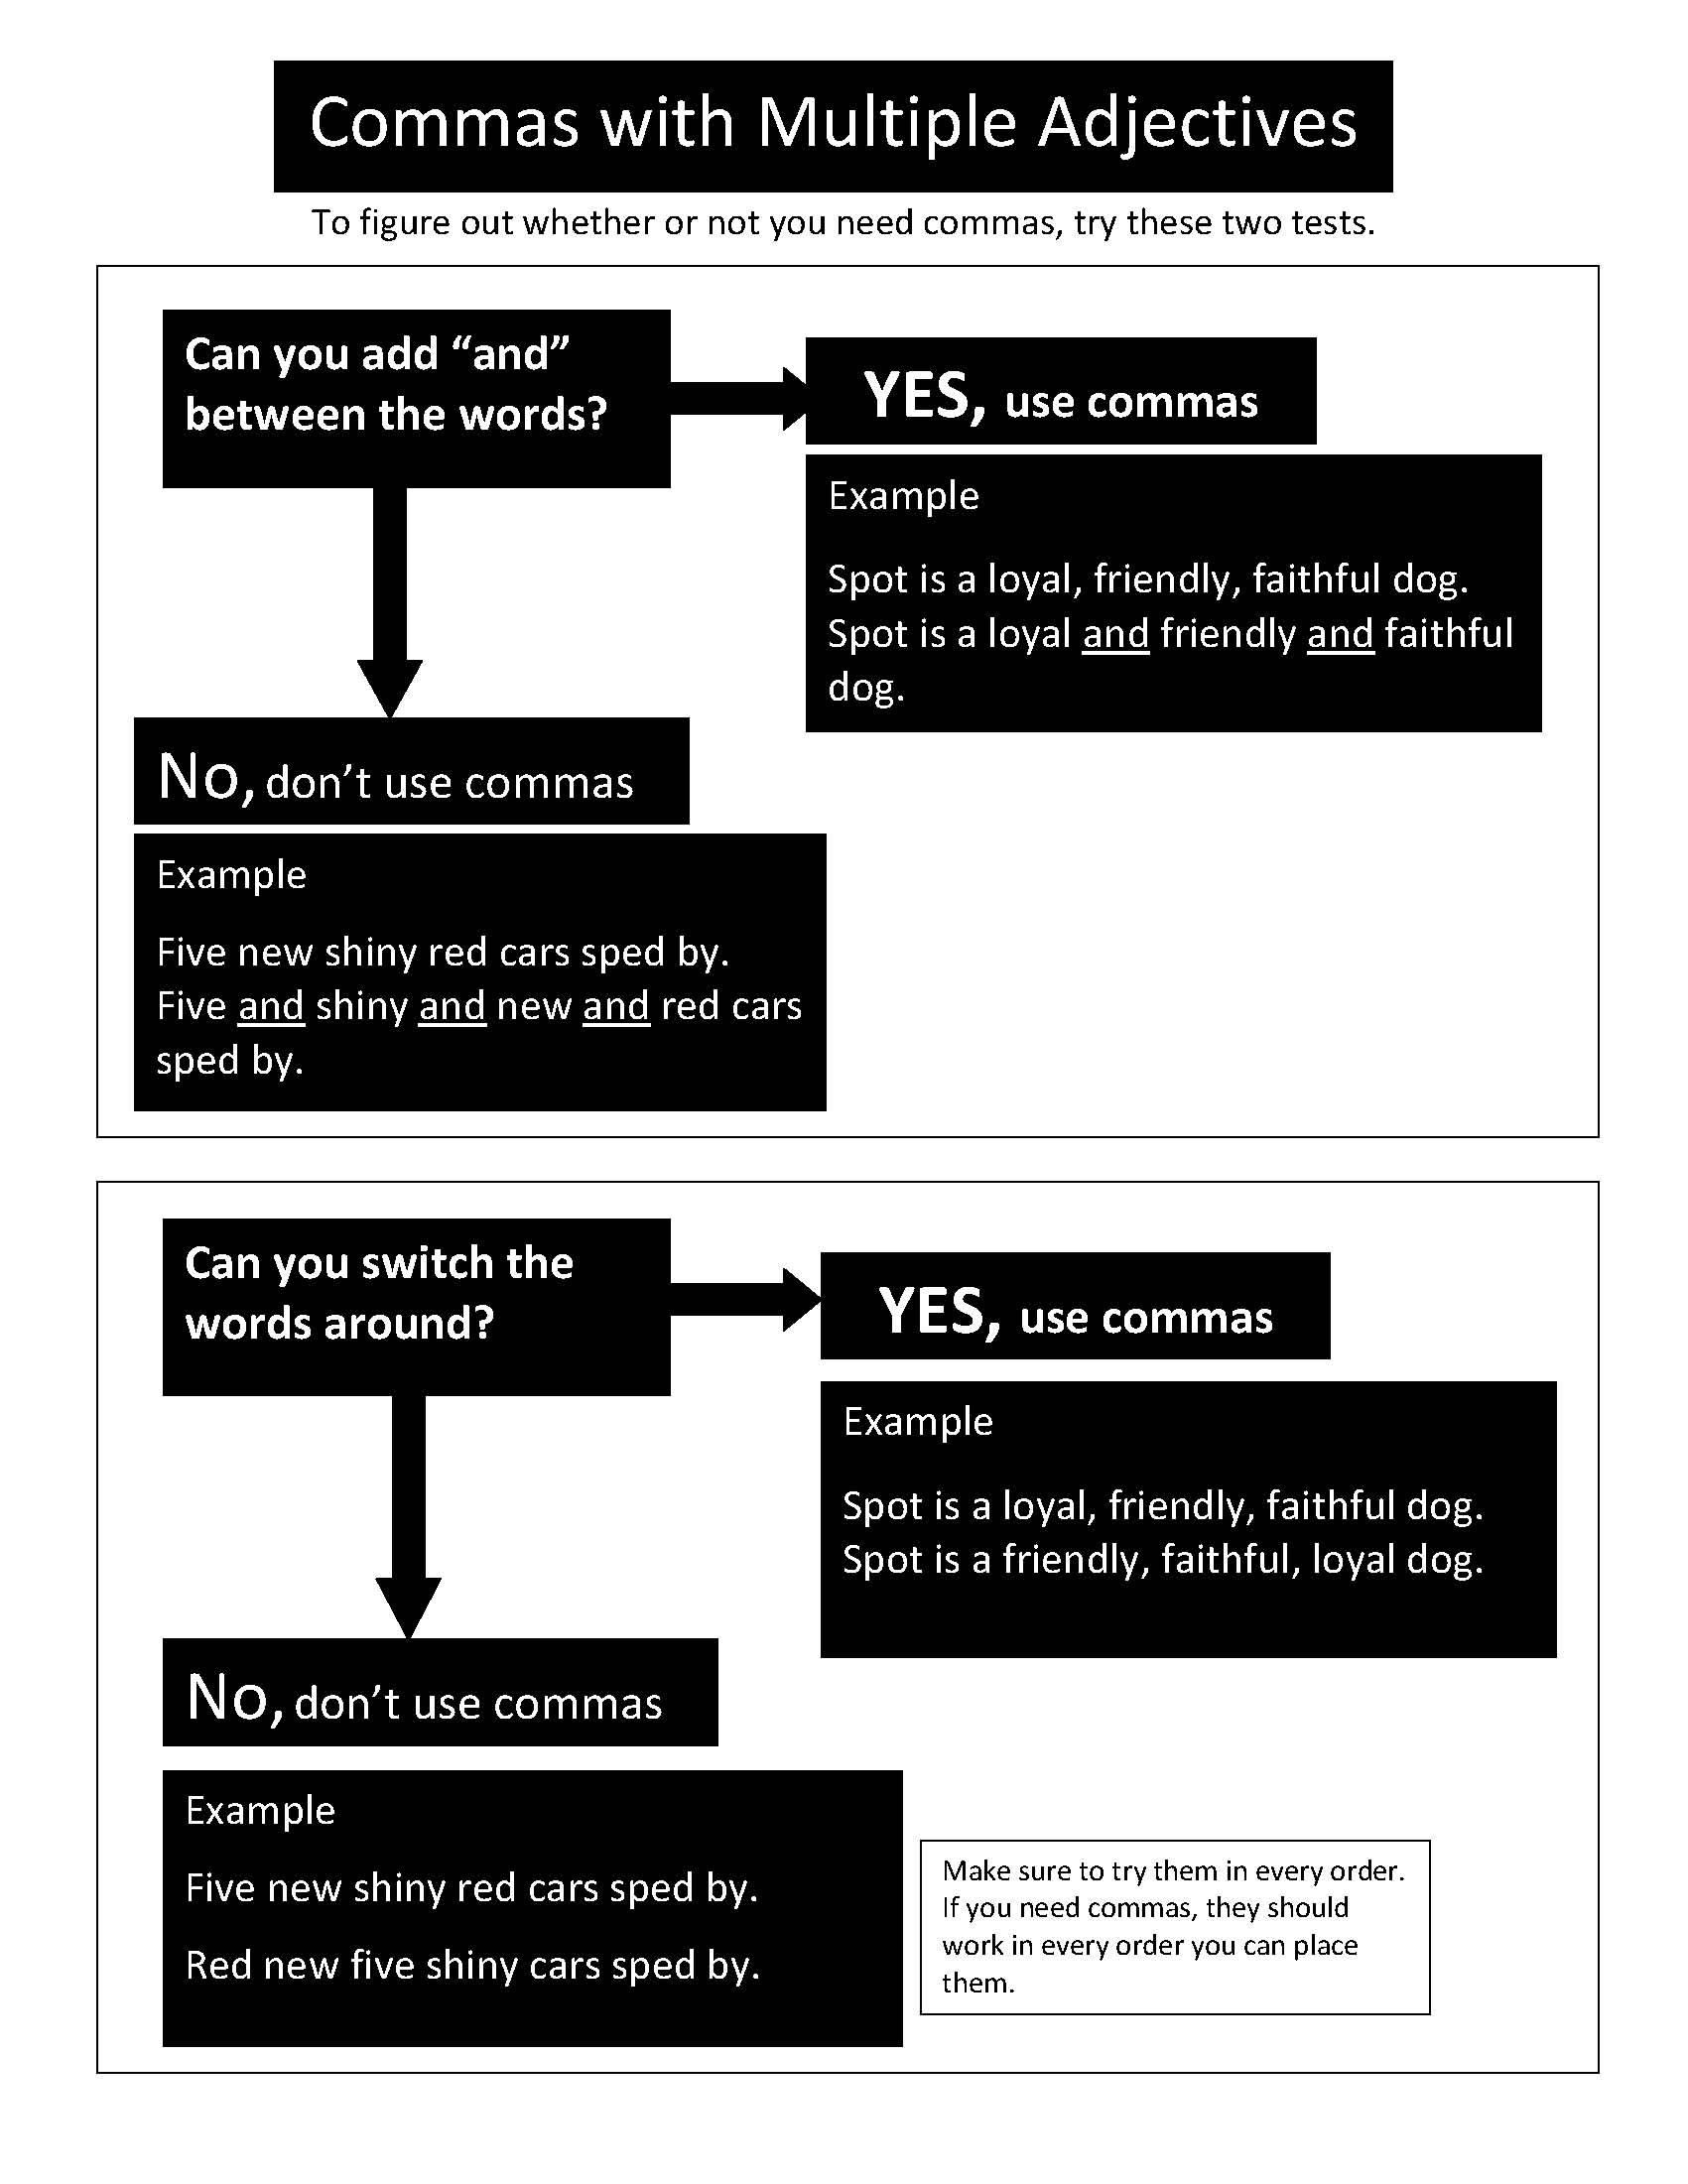 Commas with Multiple Adjectives
To figure out whether or not you need commas, try these two tests.
Can you add “and”
between the words?
YES, use commas
Example
Spot is a loyal, friendly, faithful dog.
Spot is a loyal and friendly and faithful
dog.
No, don’t use commas
Example
Five new shiny red cars sped by.
Five and shiny and new and red cars
sped by.
Can you switch the
words around?
YES, use commas
Example
Spot is a loyal, friendly, faithful dog.
Spot is a friendly, faithful, loyal dog.
No, don’t use commas
Example
Five new shiny red cars sped by.
Red new five shiny cars sped by.
Make sure to try them in every order.
If you need commas, they should
work in every order you can place
them.